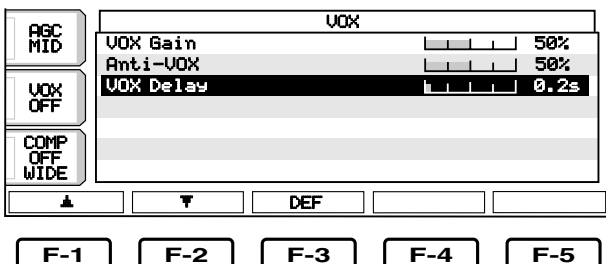 VOX
AGC
MID
VOX
OFF
COMP
OFF
WIDE
VOX Gain 50%
Anti-VOX 50%
VOX Delay 0.2s
▲ ▼ DEF
F-1 F-2 F-3 F-4 F-5